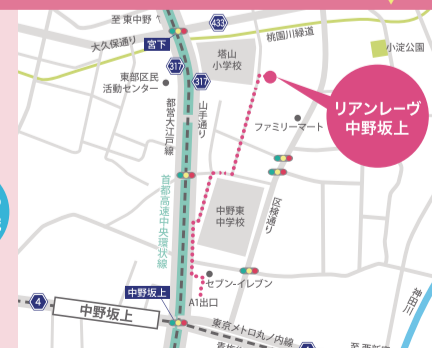 至 東中野
433
大久保通り
宮下
桃園川緑道
317
塔山
小学校
小淀公園
東部区民
活動センター
317
リアンレーヴ
中野坂上
都営大江戸線
山手通り
ファミリーマート
首都高速中央環状線
中野東
中学校
区検通り
セブン-イレブン
中野坂上
4
A1出口
中野坂上
神田川
東京メトロ丸ノ内線